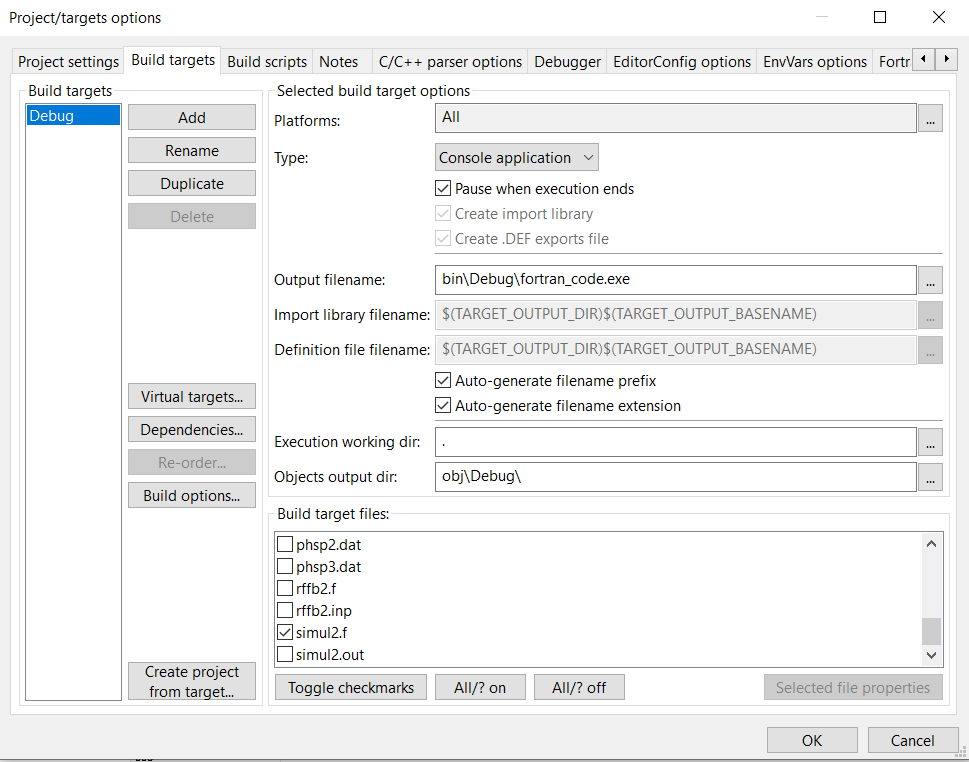 Project/targets options
Project settings
Build targets
Build scripts
Notes
C/C++ parser options
Debugger
EditorConfig options
EnvVars options
Fortr
Build targets
Debug
Add
Rename
Duplicate
Delete
Virtual targets...
Dependencies...
Re-order...
Build options...
Create project
from target...
Selected build target options
Platforms:
All
...
Type:
Console application
Pause when execution ends
Create import library
Create .DEF exports file
Output filename:
bin\Debug\fortran_code.exe
...
Import library filename:
$(TARGET_OUTPUT_DIR)$(TARGET_OUTPUT_BASENAME)
...
Definition file filename:
$(TARGET_OUTPUT_DIR)$(TARGET_OUTPUT_BASENAME)
...
Auto-generate filename prefix
Auto-generate filename extension
Execution working dir:
.
...
Objects output dir:
obj\Debug\
...
Build target files:
phsp2.dat
phsp3.dat
rffb2.f
rffb2.inp
simul2.f
simul2.out
Toggle checkmarks
All/? on
All/? off
Selected file properties
OK
Cancel